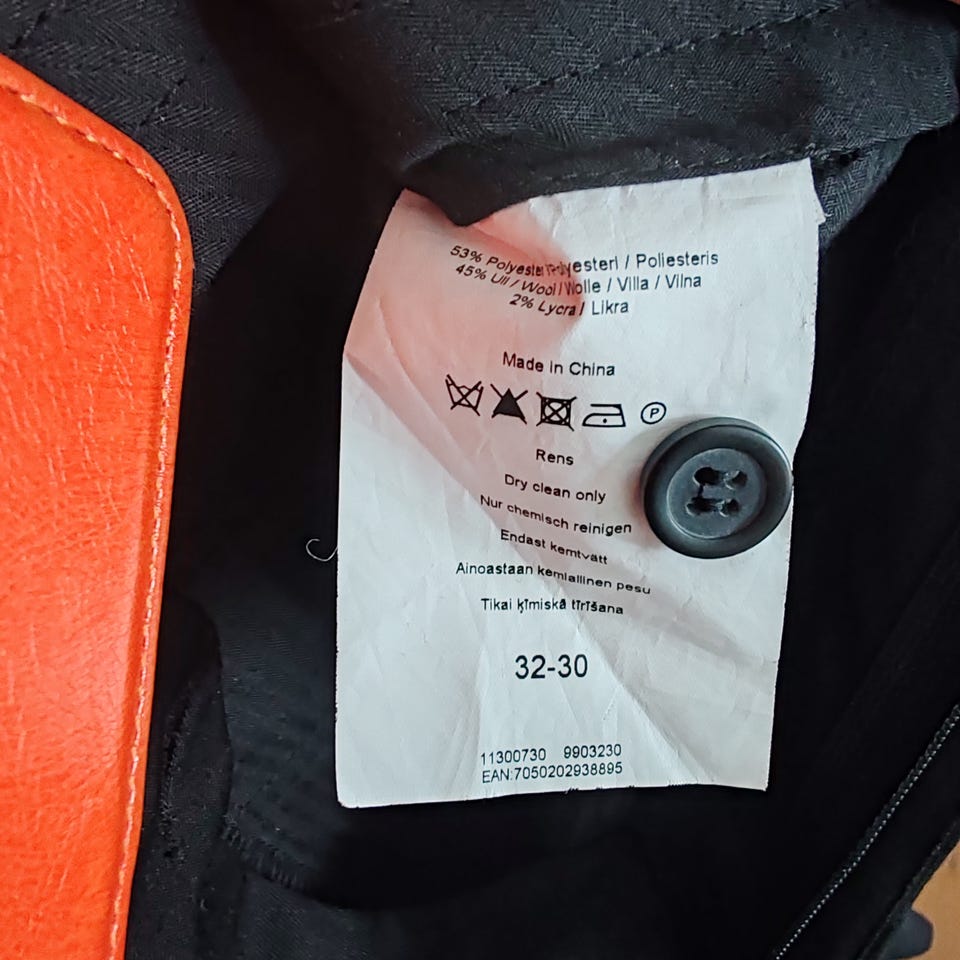 53% Polyester/Polyesteri / Poliesteris
45% Ull / Wool / Wolle / Villa / Vilna
2% Lycra / Likra
Made in China
P
Rens
Dry clean only
Nur chemisch reinigen
Endast kemtvätt
Ainoastaan kemiallinen pesu
Tikai ķīmiskā tīrīšana
32-30
11300730 9903230
EAN:7050202938895